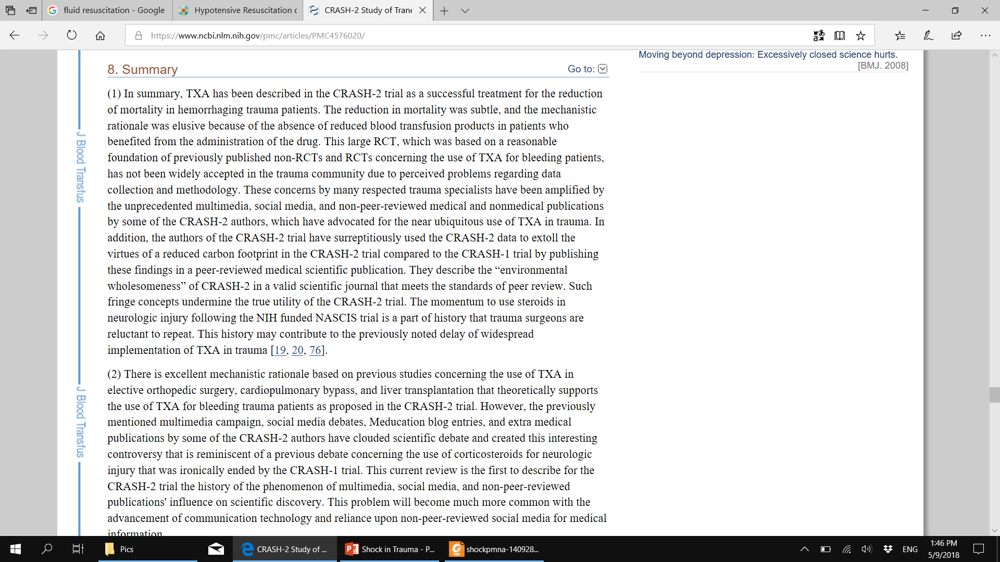 fluid resuscitation - Google
Hypotensive Resuscitation c
CRASH-2 Study of Trane
https://www.ncbi.nlm.nih.gov/pmc/articles/PMC4576020/
Moving beyond depression: Excessively closed science hurts.
[BMJ. 2008]
8. Summary
Go to:
(1) In summary, TXA has been described in the CRASH-2 trial as a successful treatment for the reduction
of mortality in hemorrhaging trauma patients. The reduction in mortality was subtle, and the mechanistic
rationale was elusive because of the absence of reduced blood transfusion products in patients who
benefited from the administration of the drug. This large RCT, which was based on a reasonable
foundation of previously published non-RCTs and RCTs concerning the use of TXA for bleeding patients,
has not been widely accepted in the trauma community due to perceived problems regarding data
collection and methodology. These concerns by many respected trauma specialists have been amplified by
the unprecedented multimedia, social media, and non-peer-reviewed medical and nonmedical publications
by some of the CRASH-2 authors, which have advocated for the near ubiquitous use of TXA in trauma. In
addition, the authors of the CRASH-2 trial have surreptitiously used the CRASH-2 data to extoll the
virtues of a reduced carbon footprint in the CRASH-2 trial compared to the CRASH-1 trial by publishing
these findings in a peer-reviewed medical scientific publication. They describe the “environmental
wholesomeness” of CRASH-2 in a valid scientific journal that meets the standards of peer review. Such
fringe concepts undermine the true utility of the CRASH-2 trial. The momentum to use steroids in
neurologic injury following the NIH funded NASCIS trial is a part of history that trauma surgeons are
reluctant to repeat. This history may contribute to the previously noted delay of widespread
implementation of TXA in trauma [19, 20, 76].
(2) There is excellent mechanistic rationale based on previous studies concerning the use of TXA in
elective orthopedic surgery, cardiopulmonary bypass, and liver transplantation that theoretically supports
the use of TXA for bleeding trauma patients as proposed in the CRASH-2 trial. However, the previously
mentioned multimedia campaign, social media debates, Meducation blog entries, and extra medical
publications by some of the CRASH-2 authors have clouded scientific debate and created this interesting
controversy that is reminiscent of a previous debate concerning the use of corticosteroids for neurologic
injury that was ironically ended by the CRASH-1 trial. This current review is the first to describe for the
CRASH-2 trial the history of the phenomenon of multimedia, social media, and non-peer-reviewed
publications' influence on scientific discovery. This problem will become much more common with the
advancement of communication technology and reliance upon non-peer-reviewed social media for medical
information.
J Blood Transfus
J Blood Transfus
Pics
CRASH-2 Study of ...
Shock in Trauma - P...
shockpmna-140928...
ENG
1:46 PM
5/9/2018